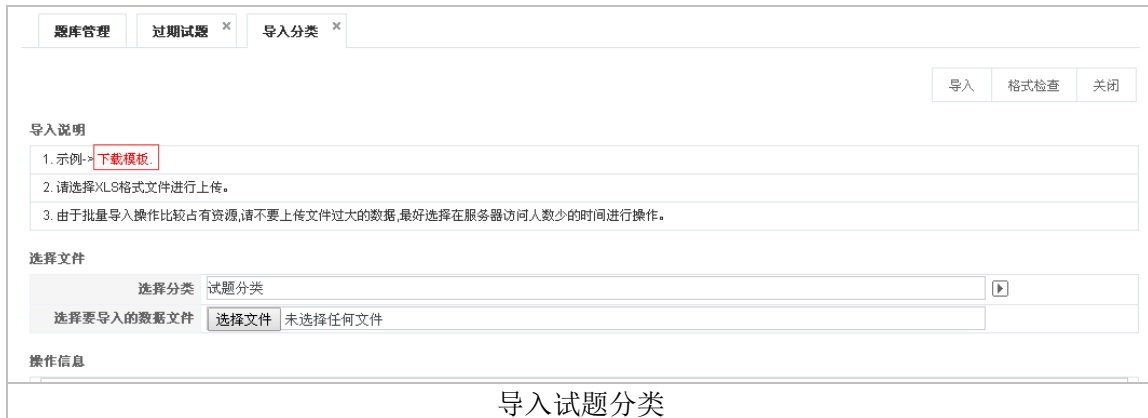 题库管理 过期试题 × 导入分类 ×
导入 格式检查 关闭
导入说明
1. 示例->下载模板.
2. 请选择XLS格式文件进行上传。
3. 由于批量导入操作比较占有资源,请不要上传文件过大的数据,最好选择在服务器访问人数少的时间进行操作。
选择文件
选择分类 试题分类
选择要导入的数据文件 选择文件 未选择任何文件
操作信息
导入试题分类